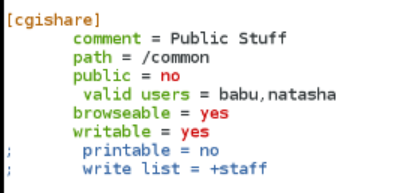 [cgishare]
comment = Public Stuff
path = /common
public = no
valid users = babu,natasha
browseable = yes
writable = yes
; printable = no
; write list = +staff